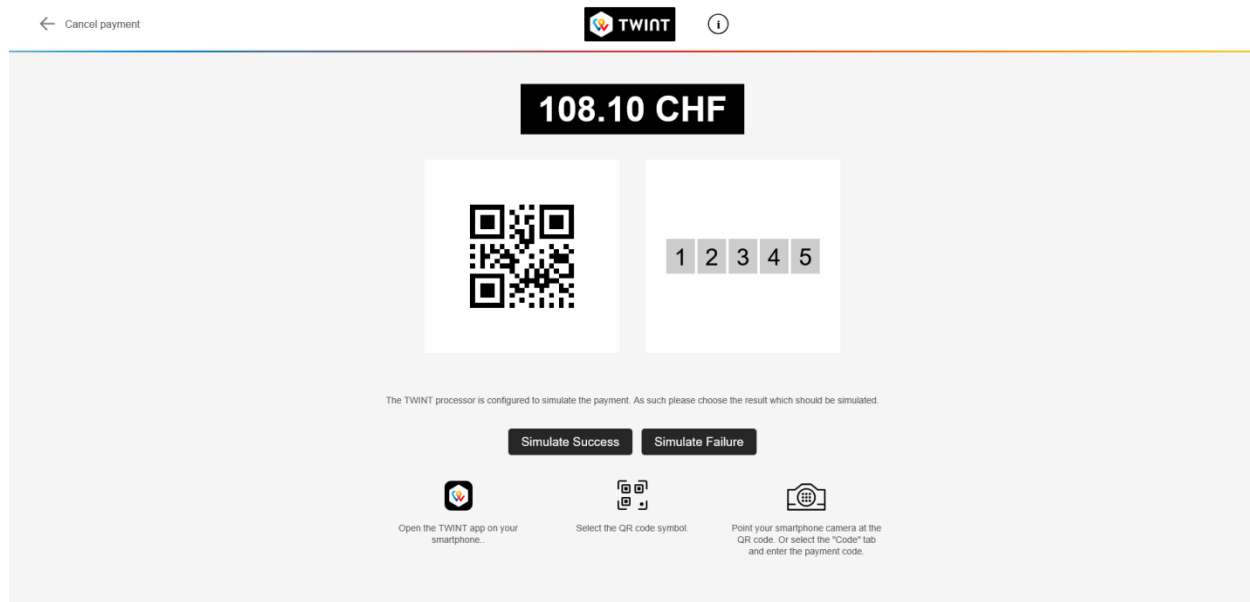 Cancel payment
TWINT
i
108.10 CHF
1 2 3 4 5
The TWINT processor is configured to simulate the payment. As such please choose the result which should be simulated.
Simulate Success
Simulate Failure
Open the TWINT app on your
smartphone..
Select the QR code symbol.
Point your smartphone camera at the
QR code. Or select the "Code" tab
and enter the payment code.